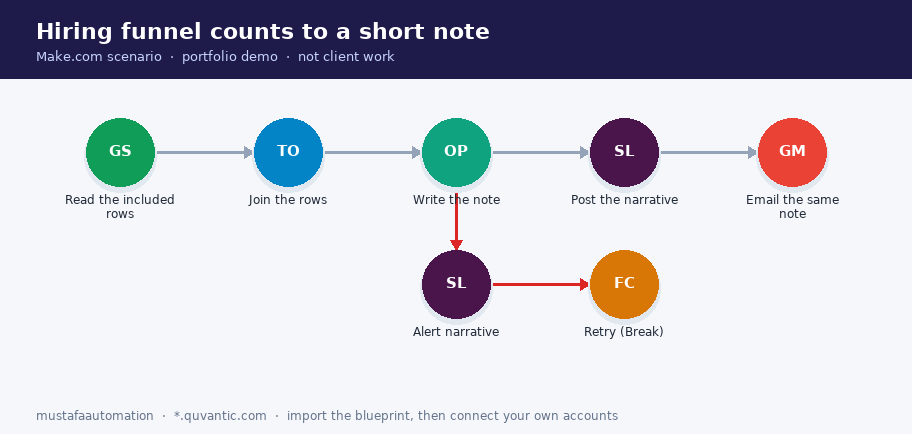 Hiring funnel counts to a short note
Make.com scenario · portfolio demo · not client work
GS
TO
OP
SL
GM
Read the included
rows
Join the rows
Write the note
Post the narrative
Email the same
note
SL
FC
Alert narrative
Retry (Break)
mustafaautomation · *.quvantic.com · import the blueprint, then connect your own accounts